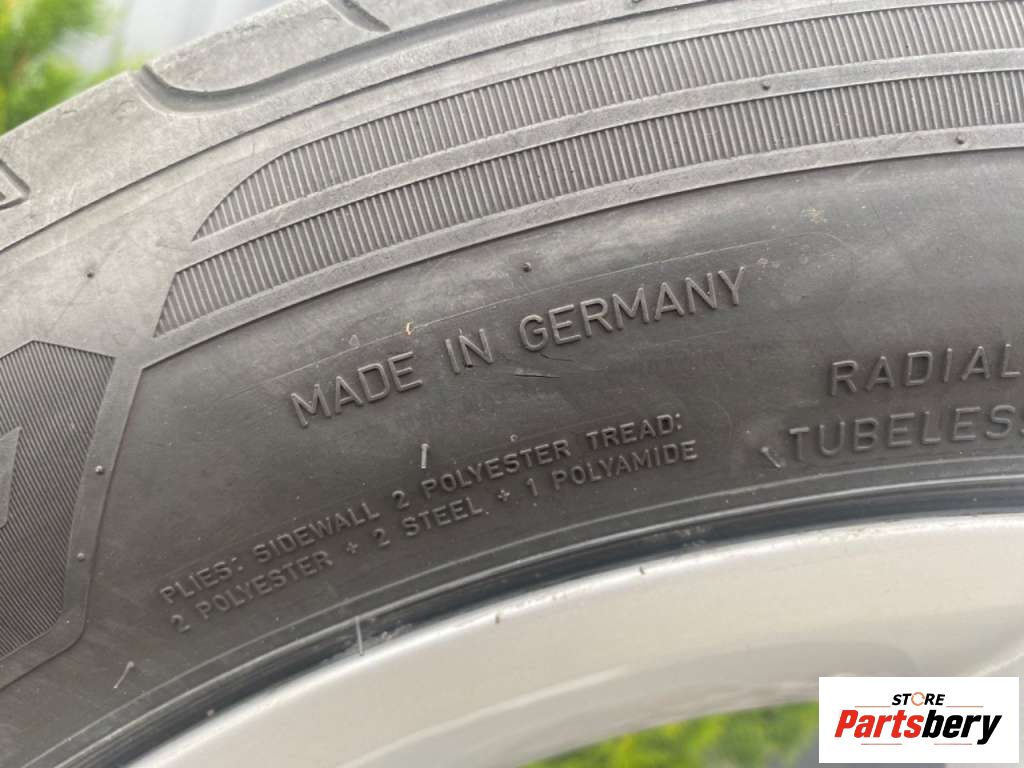 MADE IN GERMANY
RADIAL
TUBELESS
PLIES: SIDEWALL 2 POLYESTER TREAD:
2 POLYESTER + 2 STEEL + 1 POLYAMIDE
STORE
Partsbery